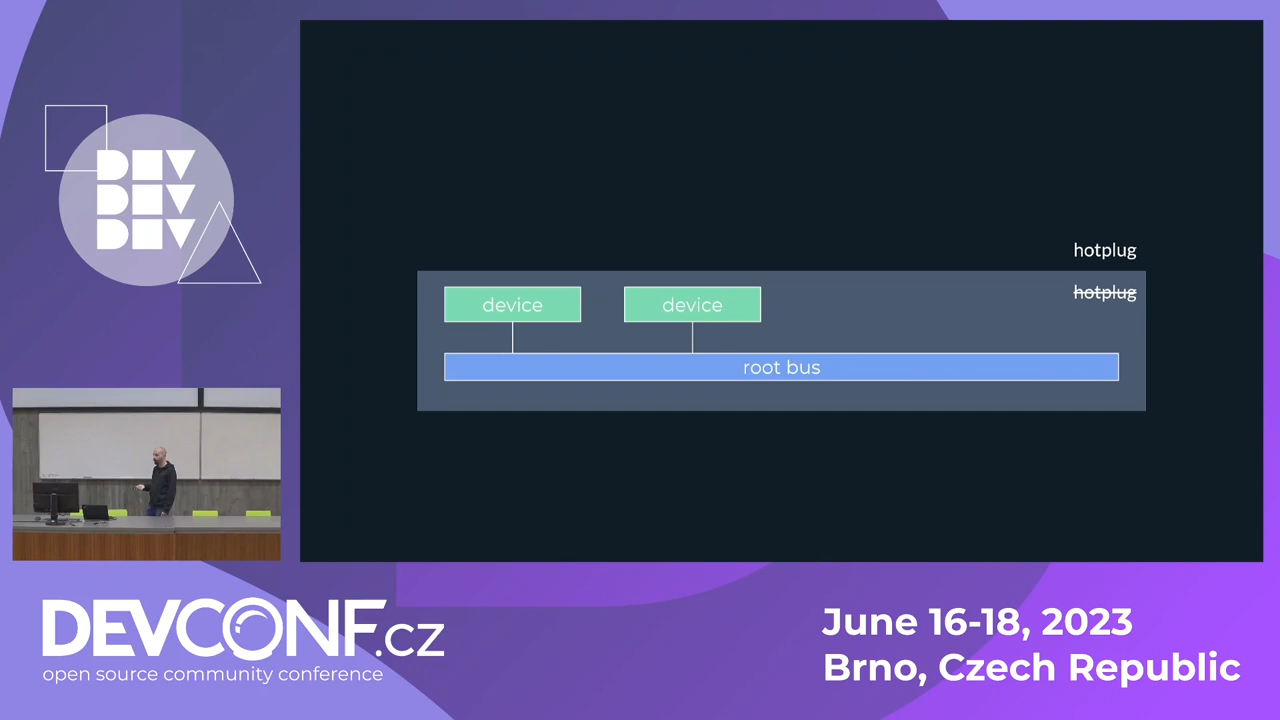 DEV
DEV
DEV
hotplug
hotplug
device
device
root bus
DEVCONF.cz
open source community conference
June 16-18, 2023
Brno, Czech Republic